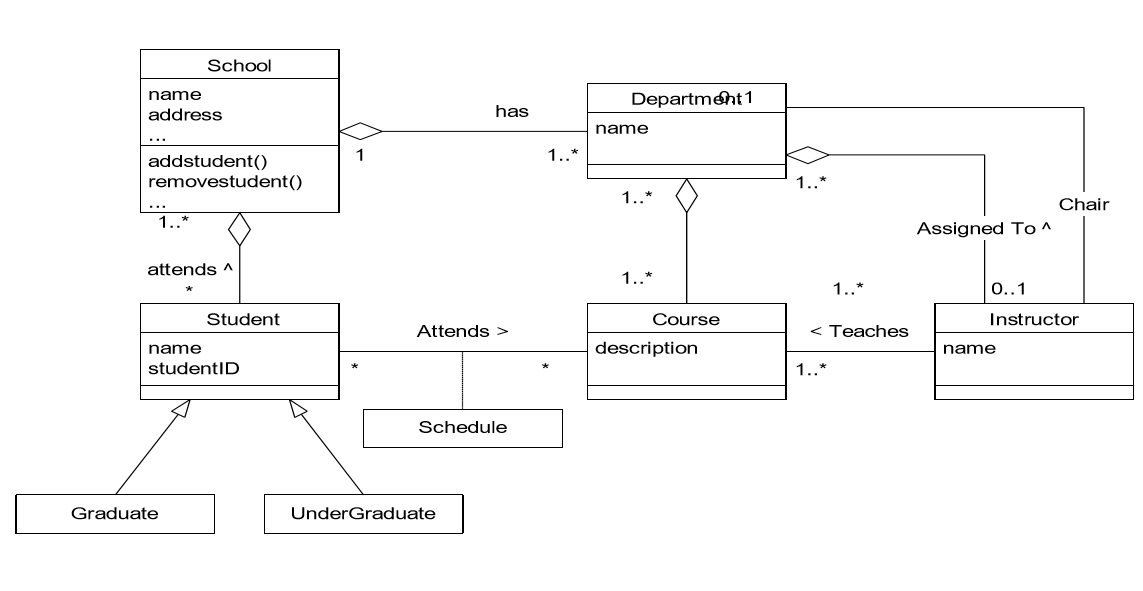 School
name
address
...
addstudent()
removestudent()
...
has
1
1..*
Department
0..1
name
1..*
1..*
1..*
Assigned To ^
Chair
0..1
1..*
attends ^
*
Student
name
studentID
Attends >
*
*
Schedule
Course
description
1..*
< Teaches
1..*
Instructor
name
Graduate
UnderGraduate